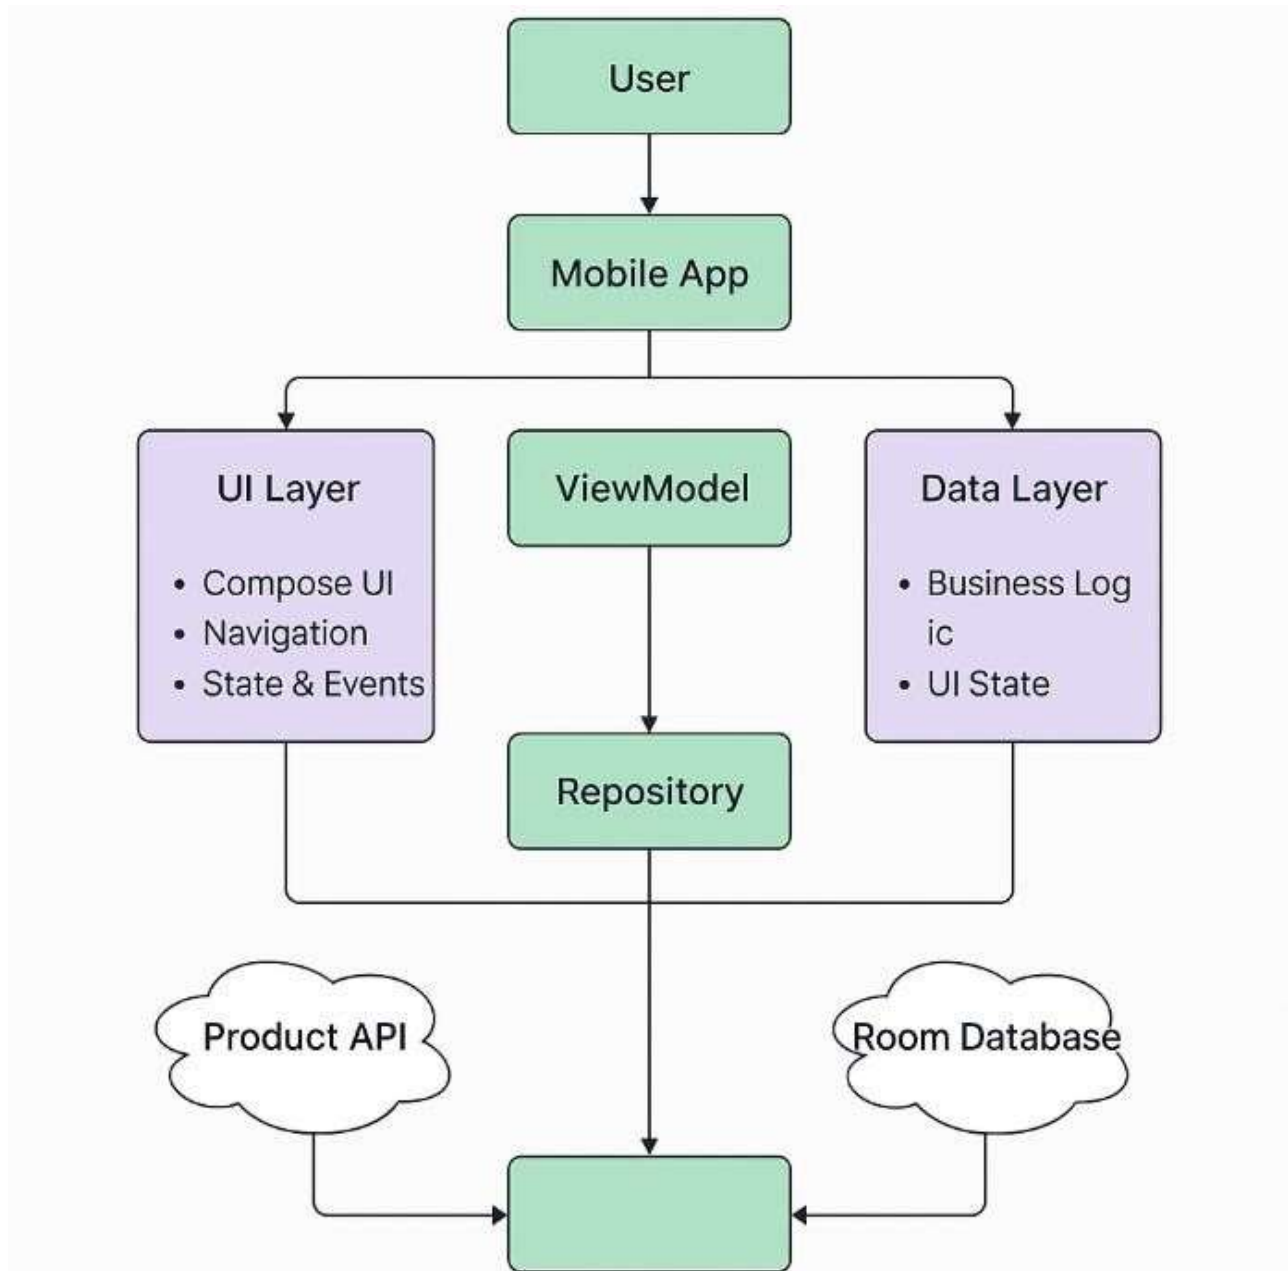 User
Mobile App
UI Layer
• Compose UI
• Navigation
• State & Events
ViewModel
Data Layer
• Business Log
ic
• UI State
Repository
Product API
Room Database